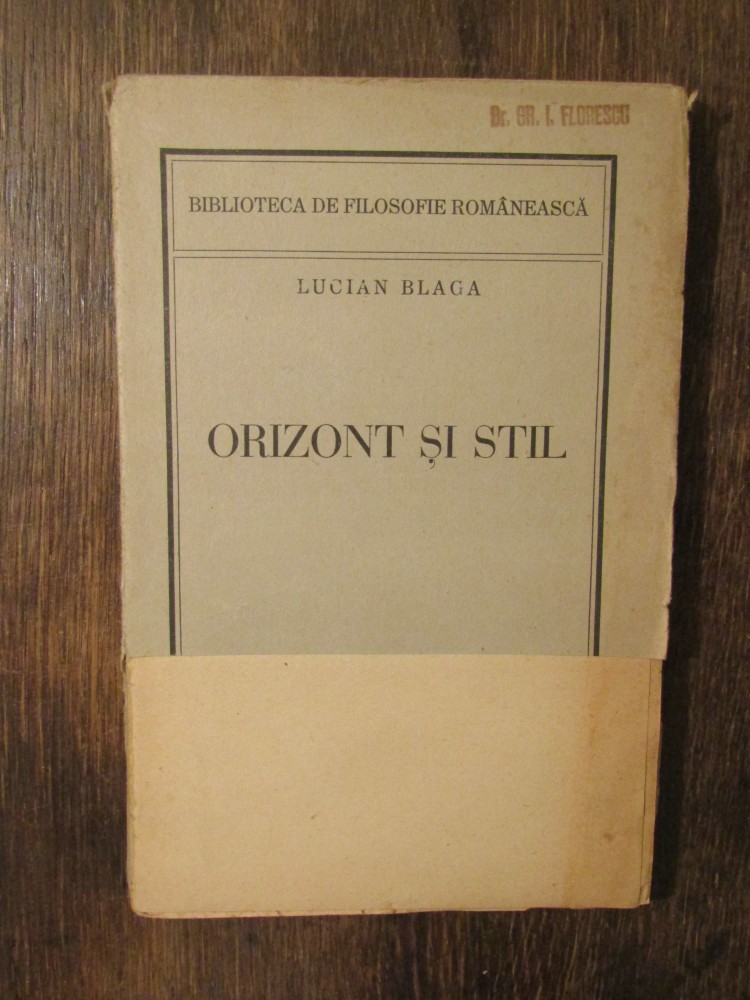 Dr. GR. I. FLORESCU
BIBLIOTECA DE FILOSOFIE ROMÂNEASCĂ
LUCIAN BLAGA
ORIZONT ȘI STIL